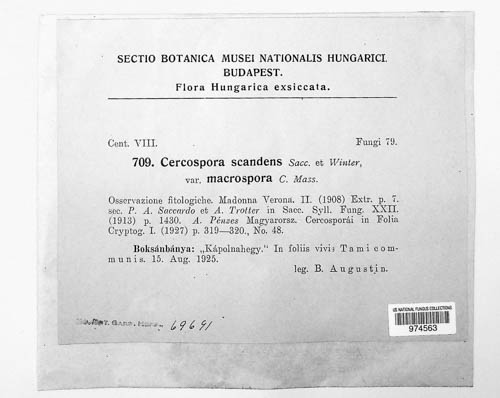 SECTIO BOTANICA MUSEI NATIONALIS HUNGARICI.
BUDAPEST.
Flora Hungarica exsiccata.
Cent. VIII. Fungi 79.
709. Cercospora scandens Sacc. et Winter,
var. macrospora C. Mass.
Osservazione fitologiche. Madonna Verona. II. (1908) Extr. p. 7.
sec. P. A. Saccardo et A. Trotter in Sacc. Syll. Fung. XXII.
(1913) p. 1430. A. Pénzes Magyarorsz. Cercosporái in Folia
Cryptog. I. (1927) p. 319—320., No. 48.
Boksánbánya: „Kápolnahegy." In foliis vivis Tami com-
munis. 15. Aug. 1925.
leg. B. Augustin.
US NATIONAL FUNGUS COLLECTIONS
974563
69691